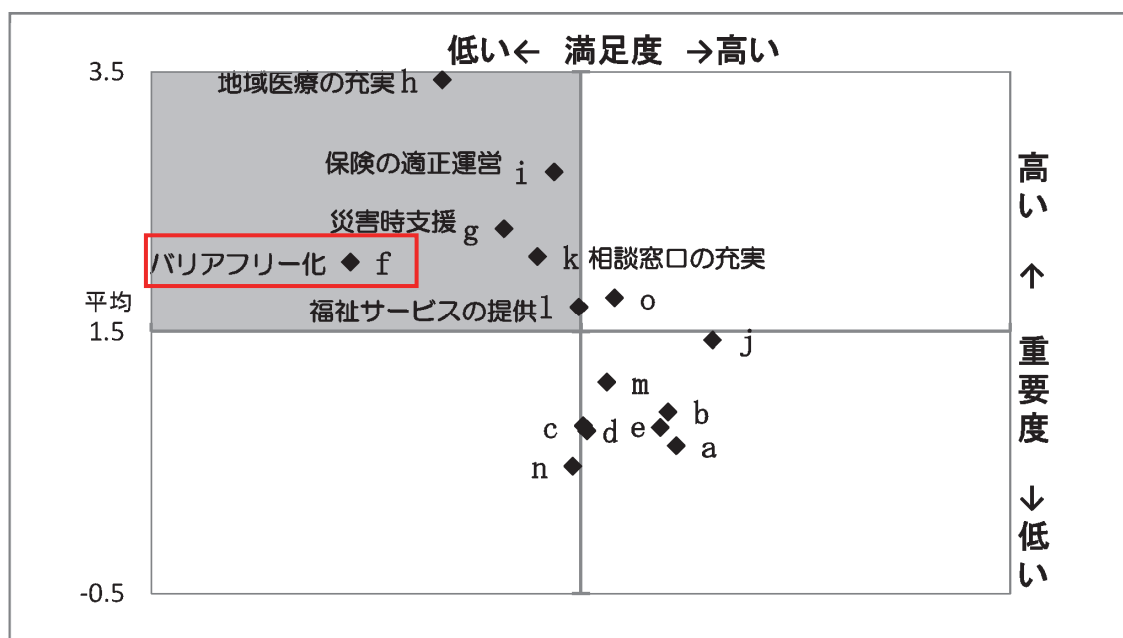 低い← 満足度 →高い
3.5
地域医療の充実 h
保険の適正運営 i
災害時支援 g
k 相談窓口の充実
バリアフリー化 f
福祉サービスの提供 l
o
平均
1.5
j
m
b
c
d
e
a
n
-0.5
高い ↑ 重要度 ↓ 低い